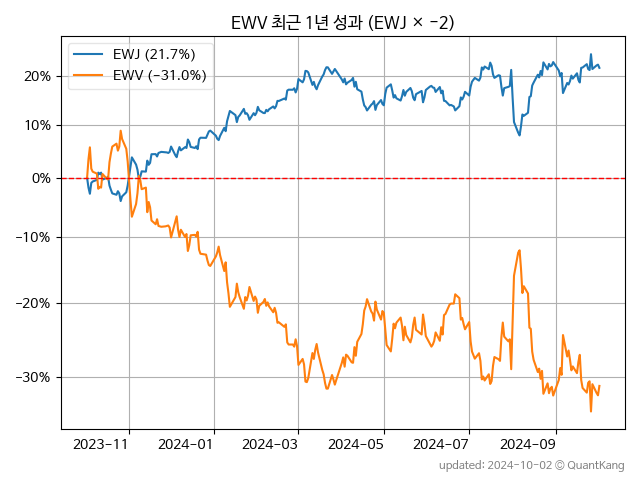 EWV 최근 1년 성과 (EWJ × −2)
EWJ (21.7%)
EWV (−31.0%)
20%
10%
0%
−10%
−20%
−30%
2023-11 2024-01 2024-03 2024-05 2024-07 2024-09
updated: 2024-10-02 © QuantKang